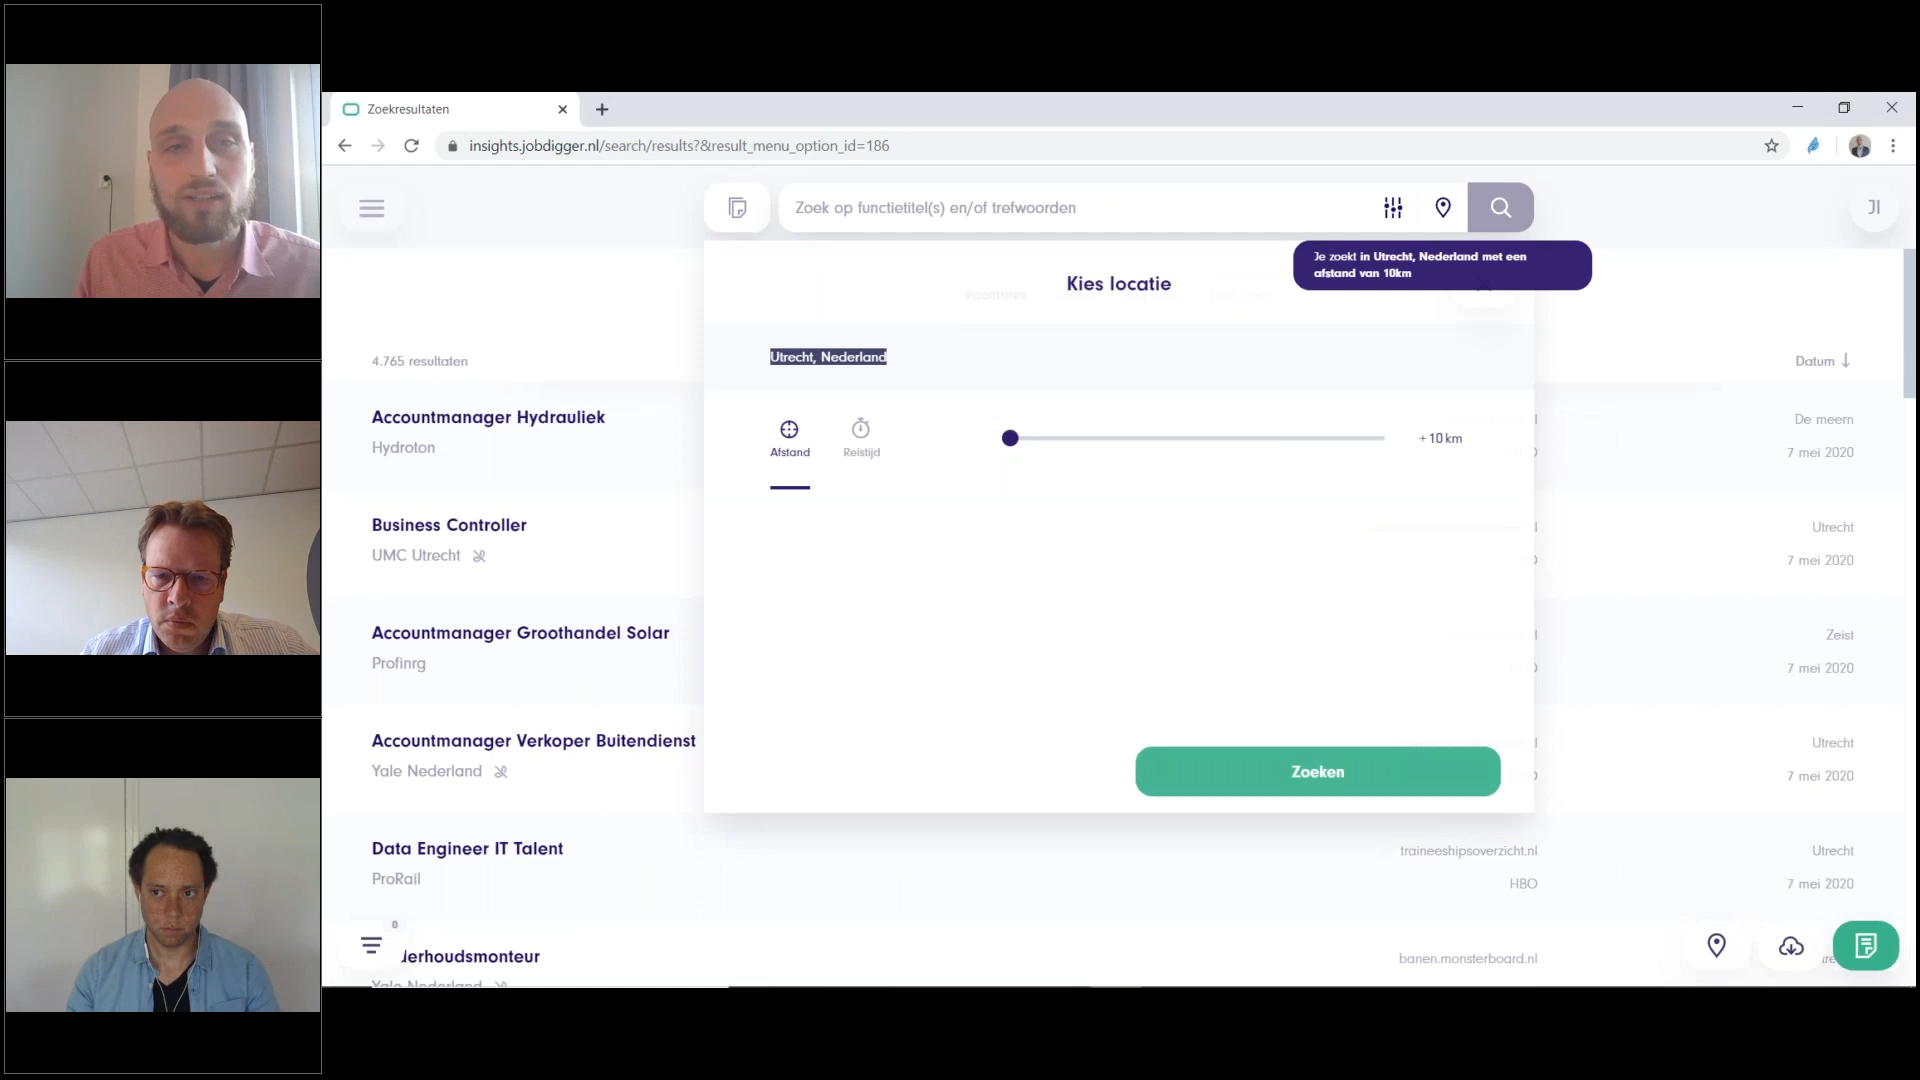 Zoekresultaten
insights.jobdigger.nl/search/results?&result_menu_option_id=186
Zoek op functietitel(s) en/of trefwoorden
JI
Je zoekt in Utrecht, Nederland met een
afstand van 10km
Kies locatie
Vacatures
Utrecht, Nederland
4.765 resultaten
Datum
Afstand
Reistijd
+ 10 km
Accountmanager Hydrauliek
De meern
Hydroton
7 mei 2020
Business Controller
Utrecht
UMC Utrecht
7 mei 2020
Accountmanager Groothandel Solar
Zeist
Profinrg
7 mei 2020
Accountmanager Verkoper Buitendienst
Utrecht
Yale Nederland
7 mei 2020
Zoeken
Data Engineer IT Talent
traineeshipsoverzicht.nl
Utrecht
ProRail
HBO
7 mei 2020
0
derhoudsmonteur
banen.monsterboard.nl
Yale Nederland